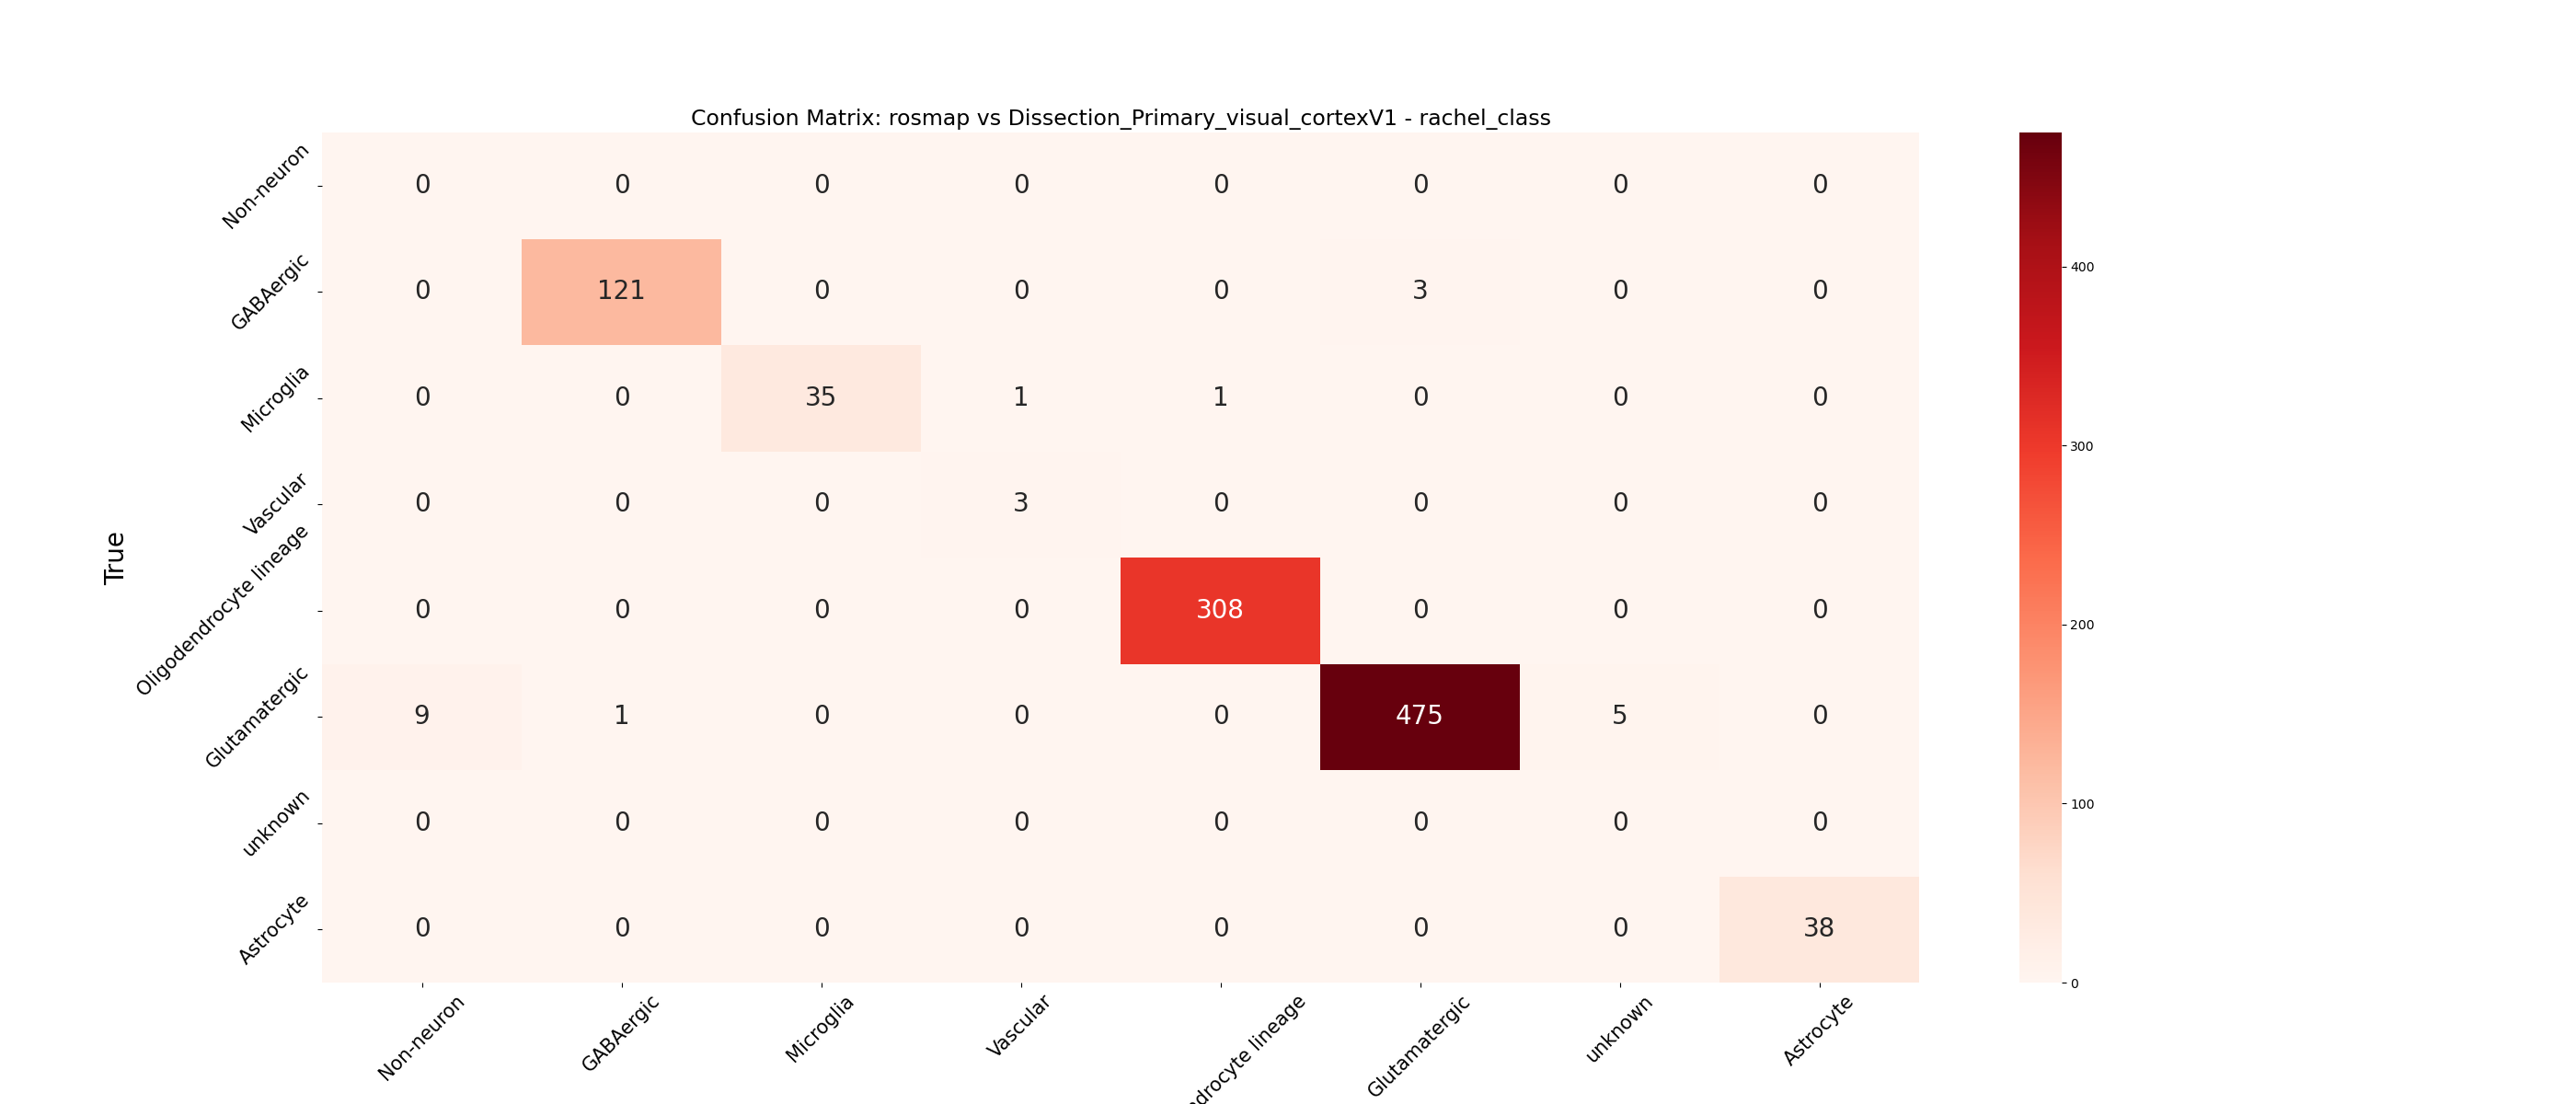 Confusion Matrix: rosmap vs Dissection_Primary_visual_cortexV1 - rachel_class
True
Non-neuron 0 0 0 0 0 0 0 0
GABAergic 0 121 0 0 0 3 0 0
Microglia 0 0 35 1 1 0 0 0
Vascular 0 0 0 3 0 0 0 0
Oligodendrocyte lineage 0 0 0 0 308 0 0 0
Glutamatergic 9 1 0 0 0 475 5 0
unknown 0 0 0 0 0 0 0 0
Astrocyte 0 0 0 0 0 0 0 38
Non-neuron GABAergic Microglia Vascular lineage Glutamatergic unknown Astrocyte
400
300
200
100
0